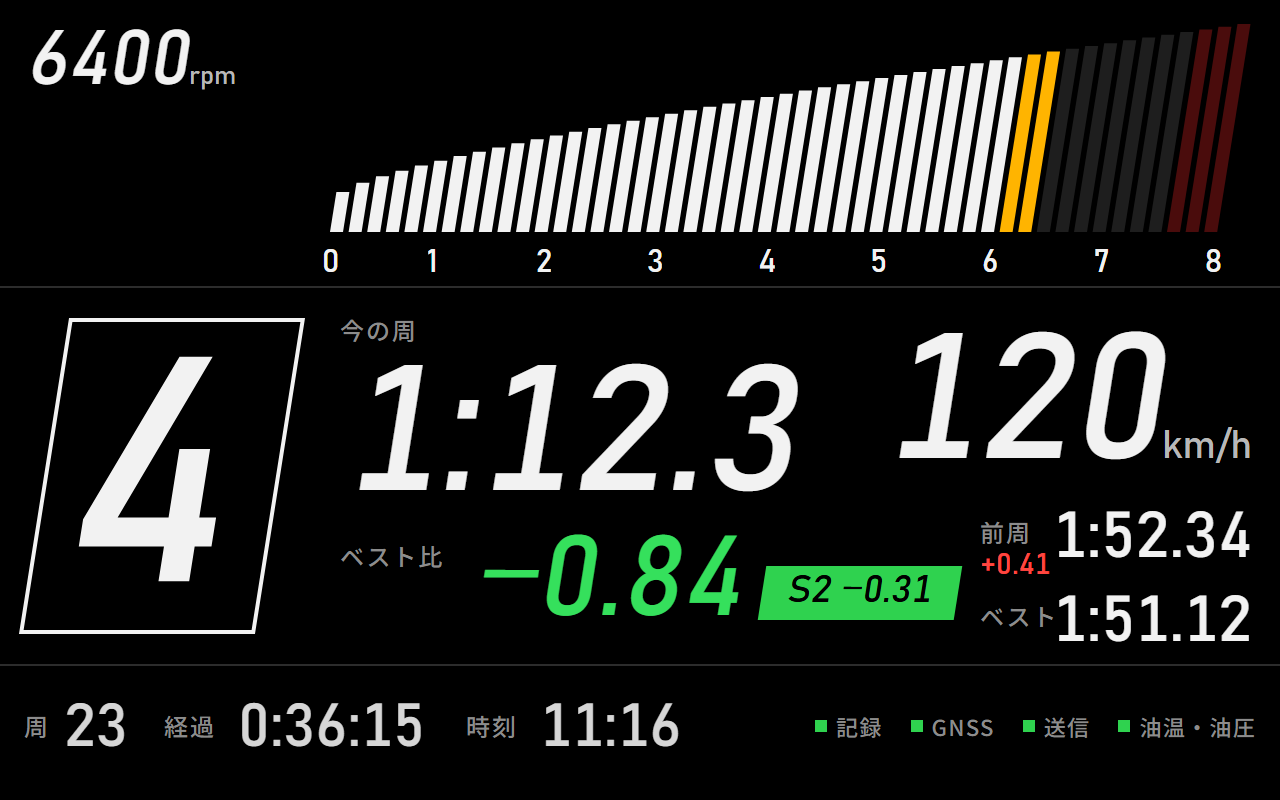 6400rpm
0 1 2 3 4 5 6 7 8
4
今の周
1:12.3
120km/h
ベスト比 −0.84
S2 −0.31
前周 1:52.34
+0.41
ベスト 1:51.12
周 23 経過 0:36:15 時刻 11:16
記録 GNSS 送信 油温・油圧